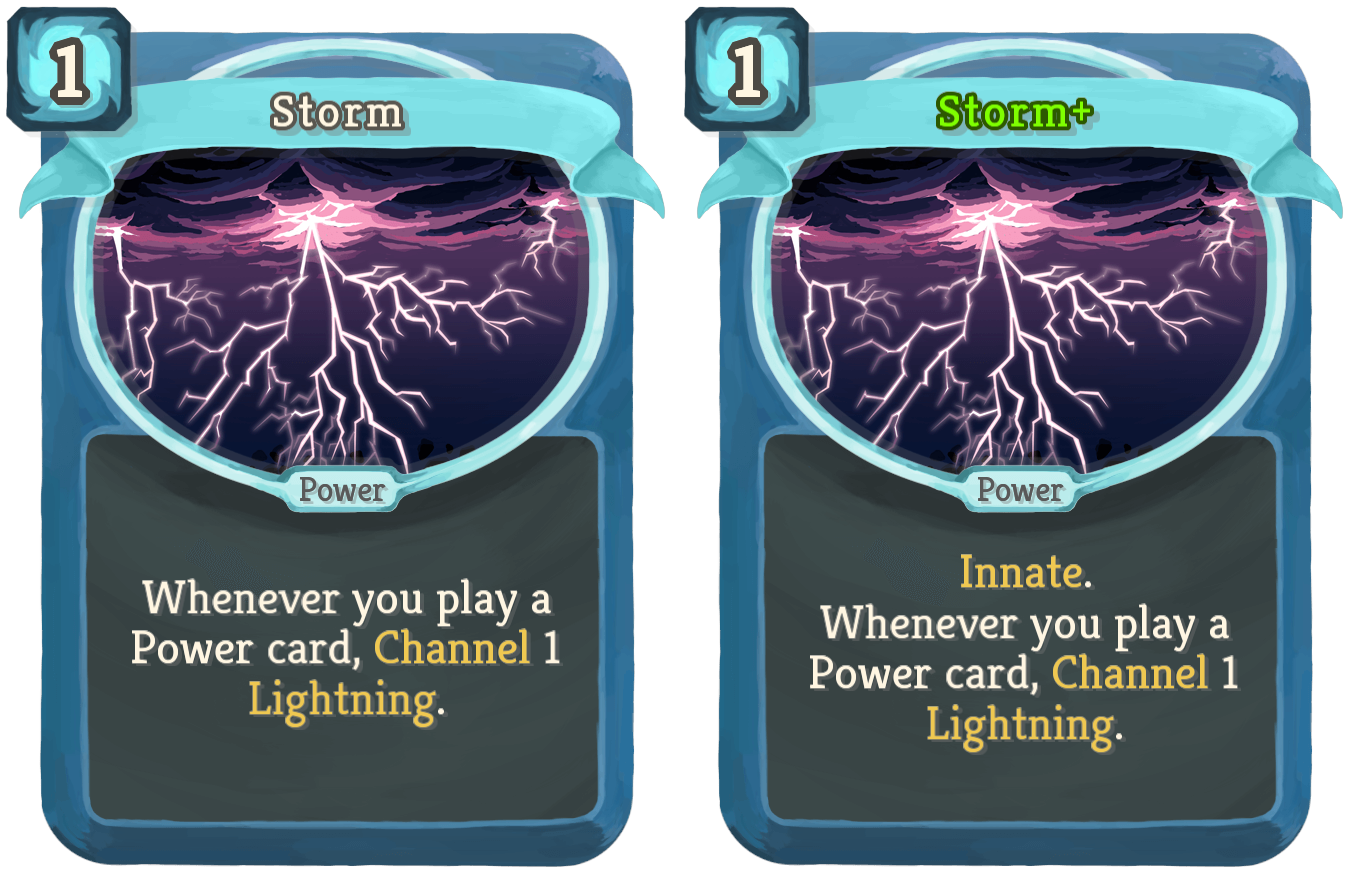 1
Storm
Power
Whenever you play a
Power card, Channel 1
Lightning.
1
Storm+
Power
Innate.
Whenever you play a
Power card, Channel 1
Lightning.